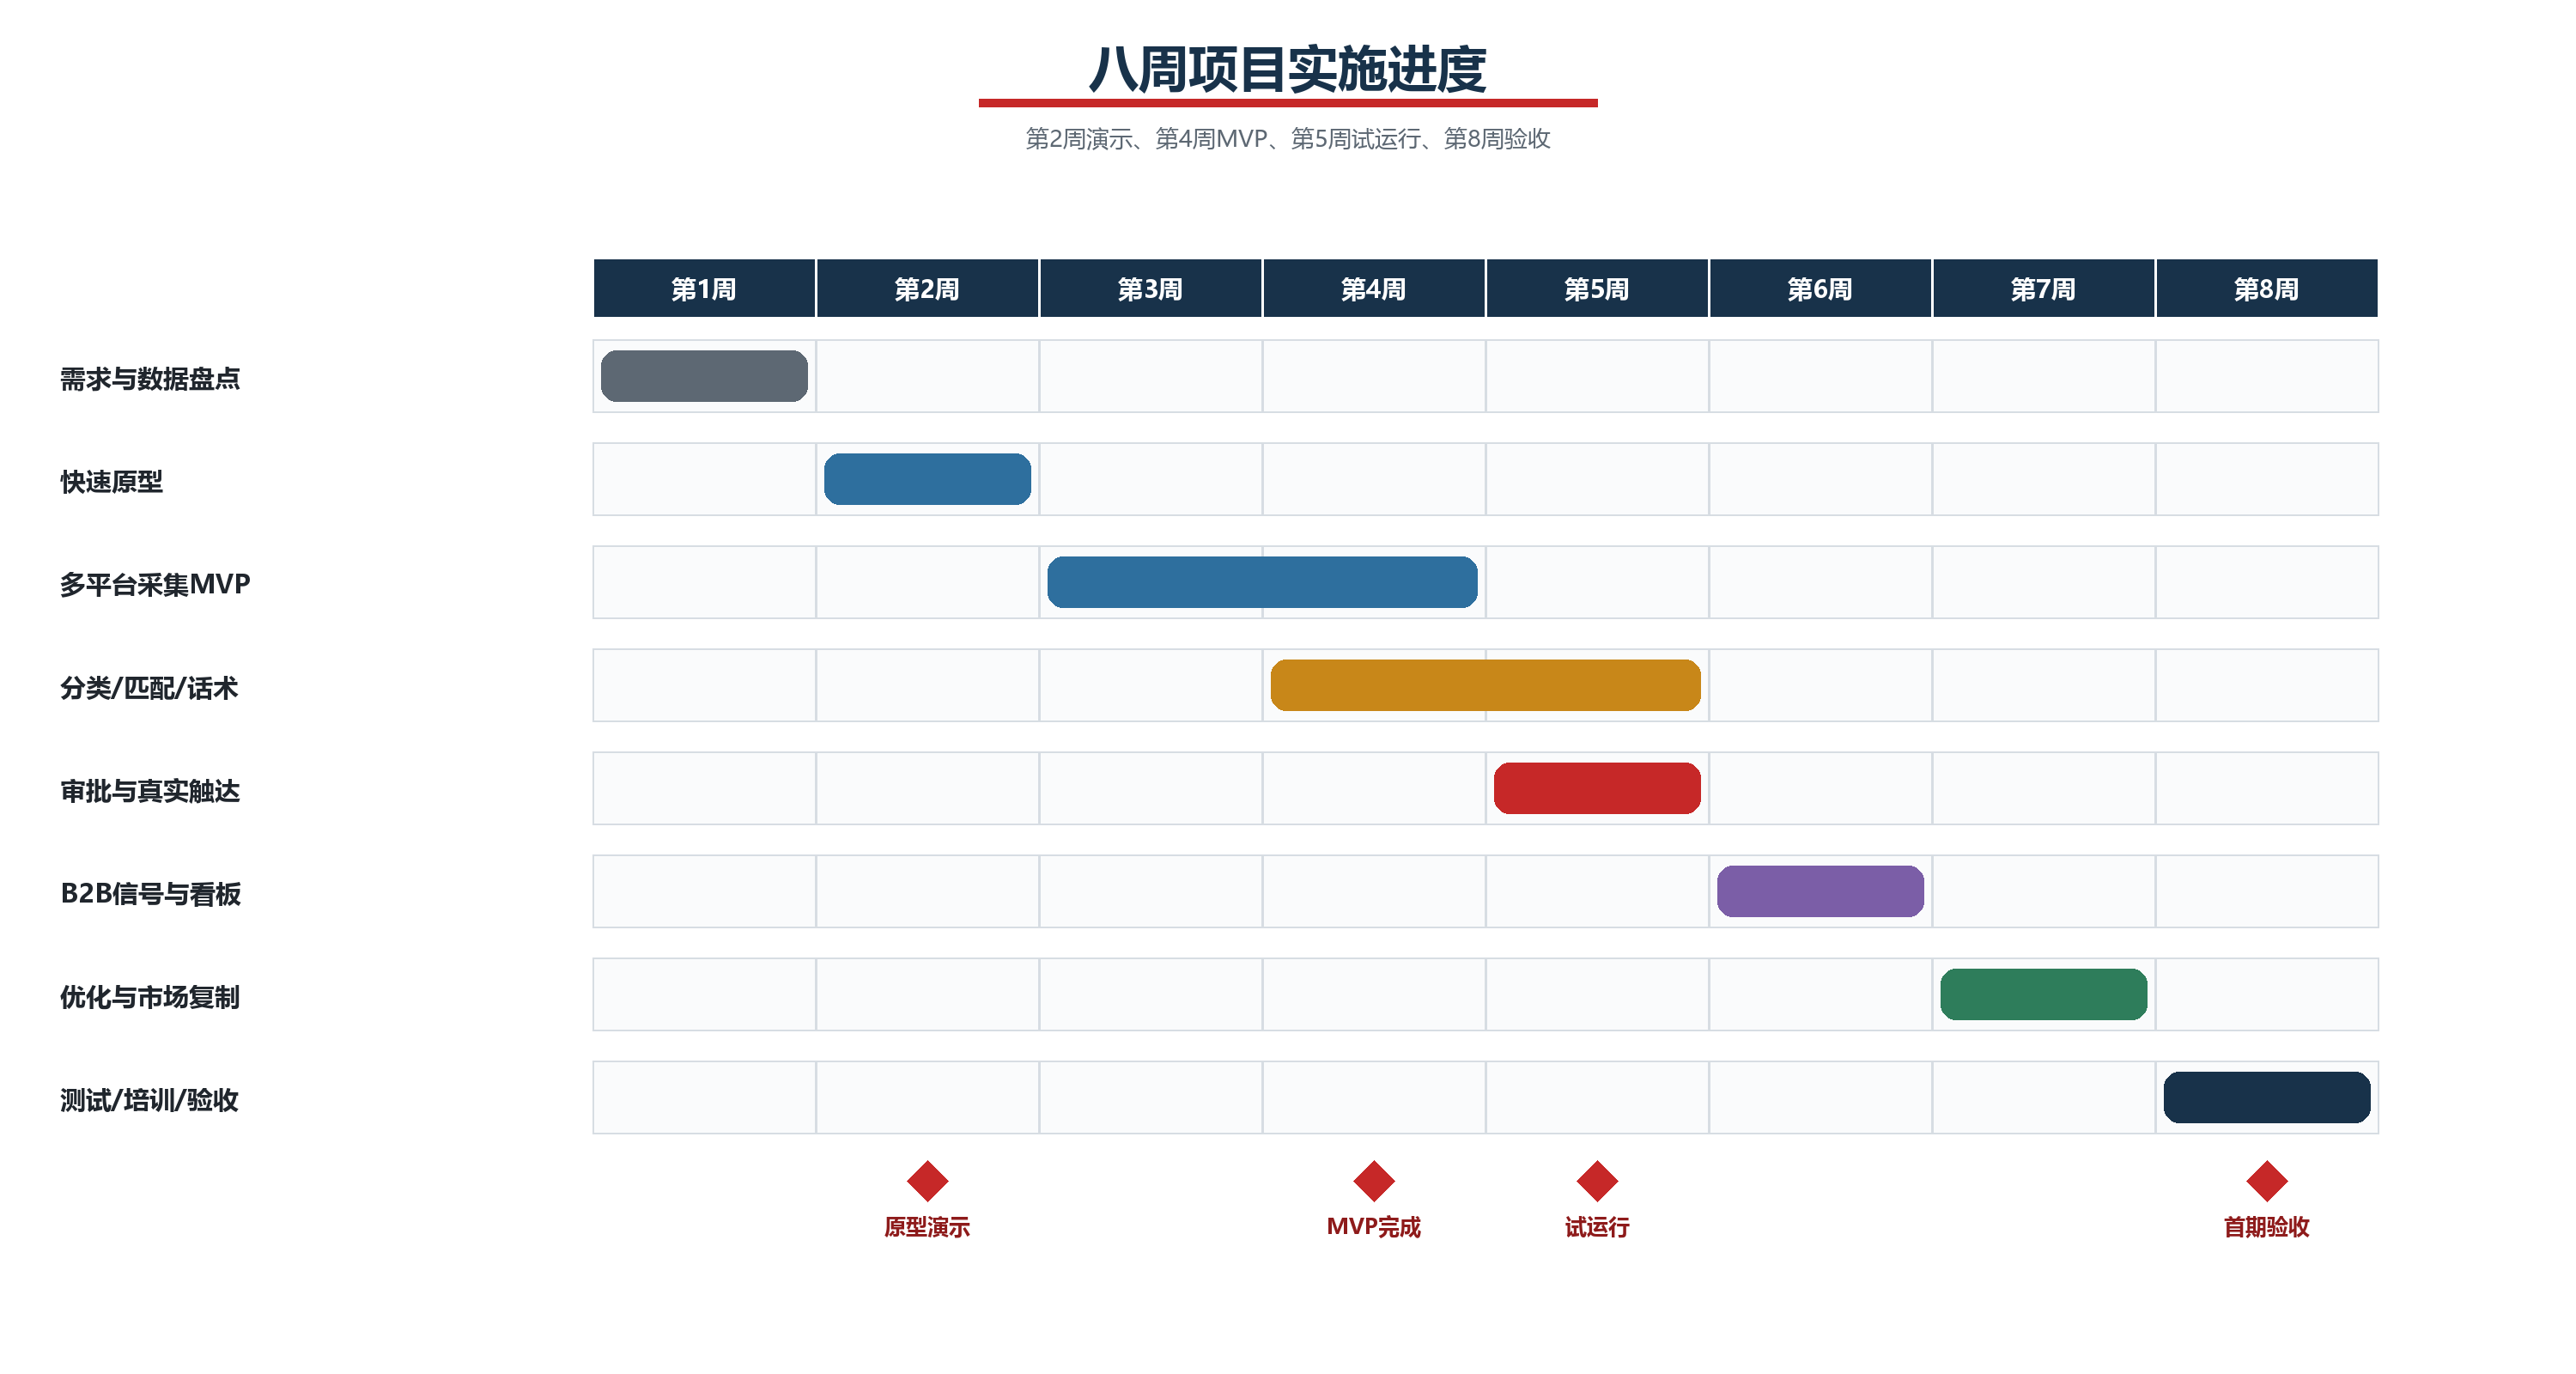 八周项目实施进度
第2周演示、第4周MVP、第5周试运行、第8周验收
第1周 第2周 第3周 第4周 第5周 第6周 第7周 第8周
需求与数据盘点
快速原型
多平台采集MVP
分类/匹配/话术
审批与真实触达
B2B信号与看板
优化与市场复制
测试/培训/验收
原型演示 MVP完成 试运行 首期验收